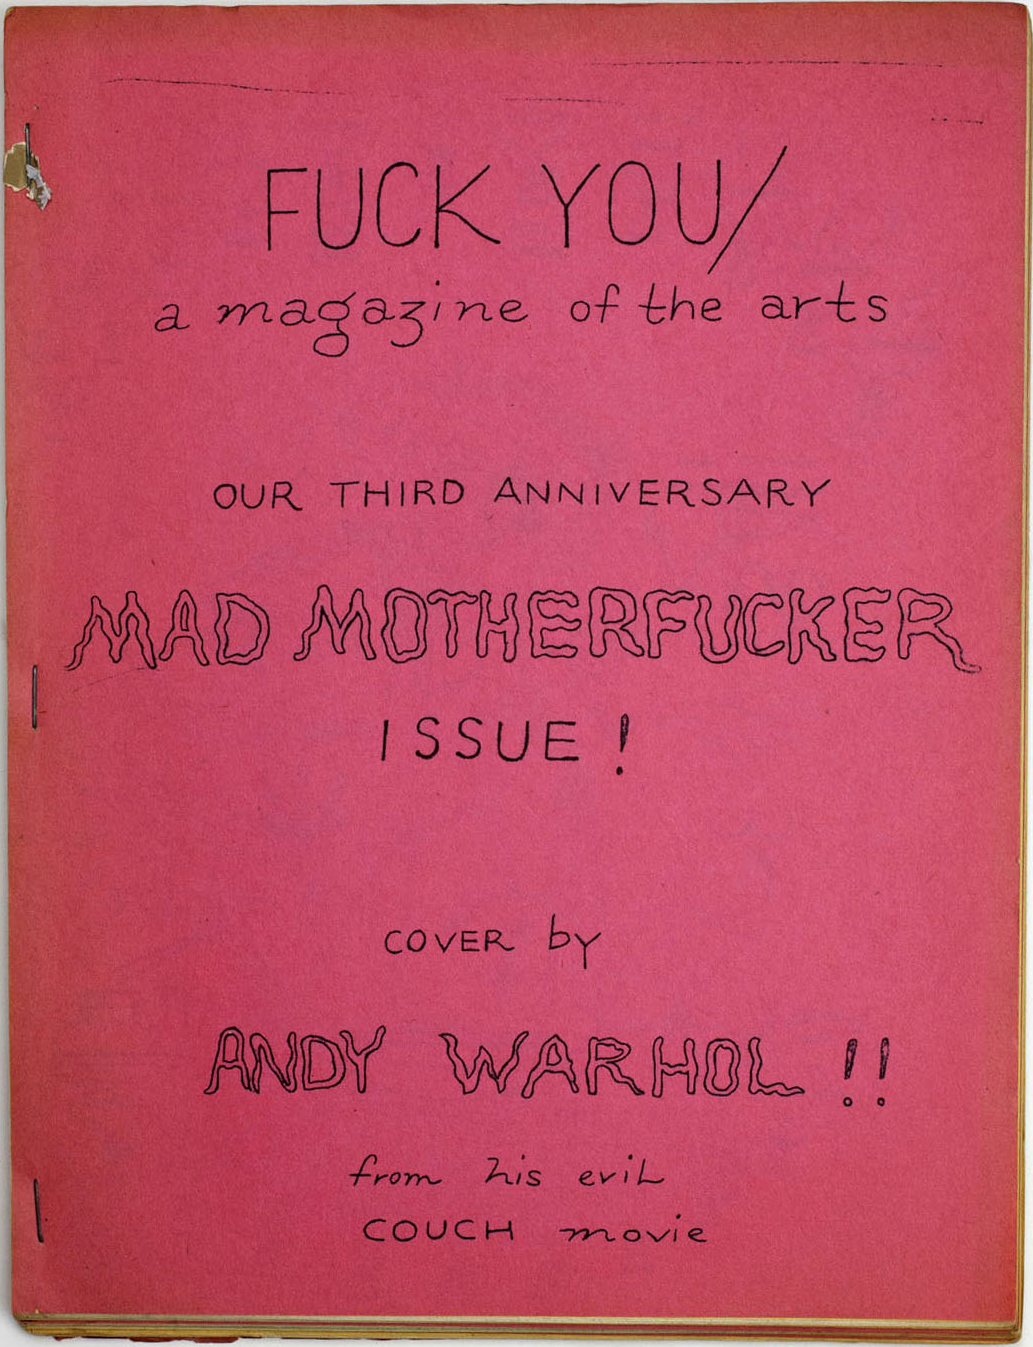 FUCK YOU/
a magazine of the arts
OUR THIRD ANNIVERSARY
MAD MOTHERFUCKER
ISSUE !
COVER by
ANDY WARHOL !!
from his evil
COUCH movie